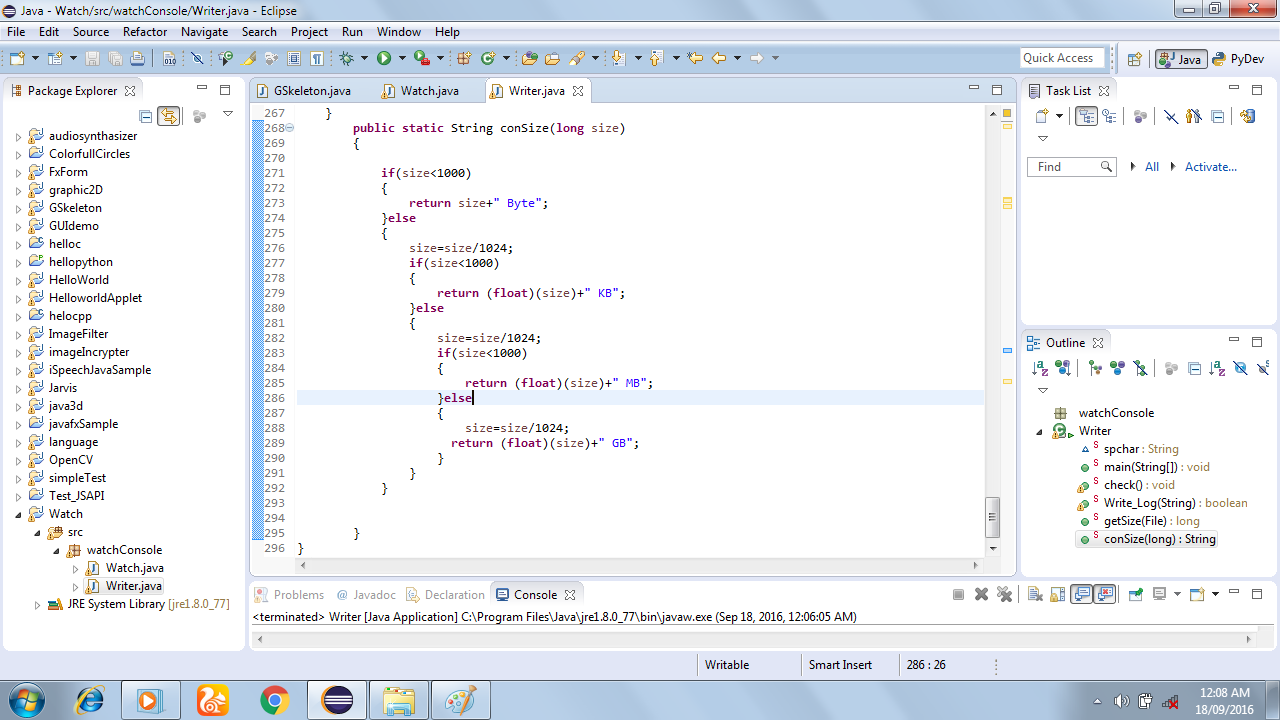 Java - Watch/src/watchConsole/Writer.java - Eclipse
File Edit Source Refactor Navigate Search Project Run Window Help
Quick Access
Java
PyDev
Package Explorer
audiosynthasizer
ColorfullCircles
FxForm
graphic2D
GSkeleton
GUIdemo
helloc
hellopython
HelloWorld
HelloworldApplet
helocpp
ImageFilter
imageIncrypter
iSpeechJavaSample
Jarvis
java3d
javafxSample
language
OpenCV
simpleTest
Test_JSAPI
Watch
src
watchConsole
Watch.java
Writer.java
JRE System Library [jre1.8.0_77]
GSkeleton.java Watch.java Writer.java
267 }
268 public static String conSize(long size)
269 {
270
271 if(size<1000)
272 {
273 return size+" Byte";
274 }else
275 {
276 size=size/1024;
277 if(size<1000)
278 {
279 return (float)(size)+" KB";
280 }else
281 {
282 size=size/1024;
283 if(size<1000)
284 {
285 return (float)(size)+" MB";
286 }else
287 {
288 size=size/1024;
289 return (float)(size)+" GB";
290 }
291 }
292 }
293
294
295 }
296 }
Task List
Find
All
Activate...
Outline
watchConsole
Writer
spchar : String
main(String[]) : void
check() : void
Write_Log(String) : boolean
getSize(File) : long
conSize(long) : String
Problems @ Javadoc Declaration Console
<terminated> Writer [Java Application] C:\Program Files\Java\jre1.8.0_77\bin\javaw.exe (Sep 18, 2016, 12:06:05 AM)
Writable
Smart Insert
286 : 26
12:08 AM
18/09/2016